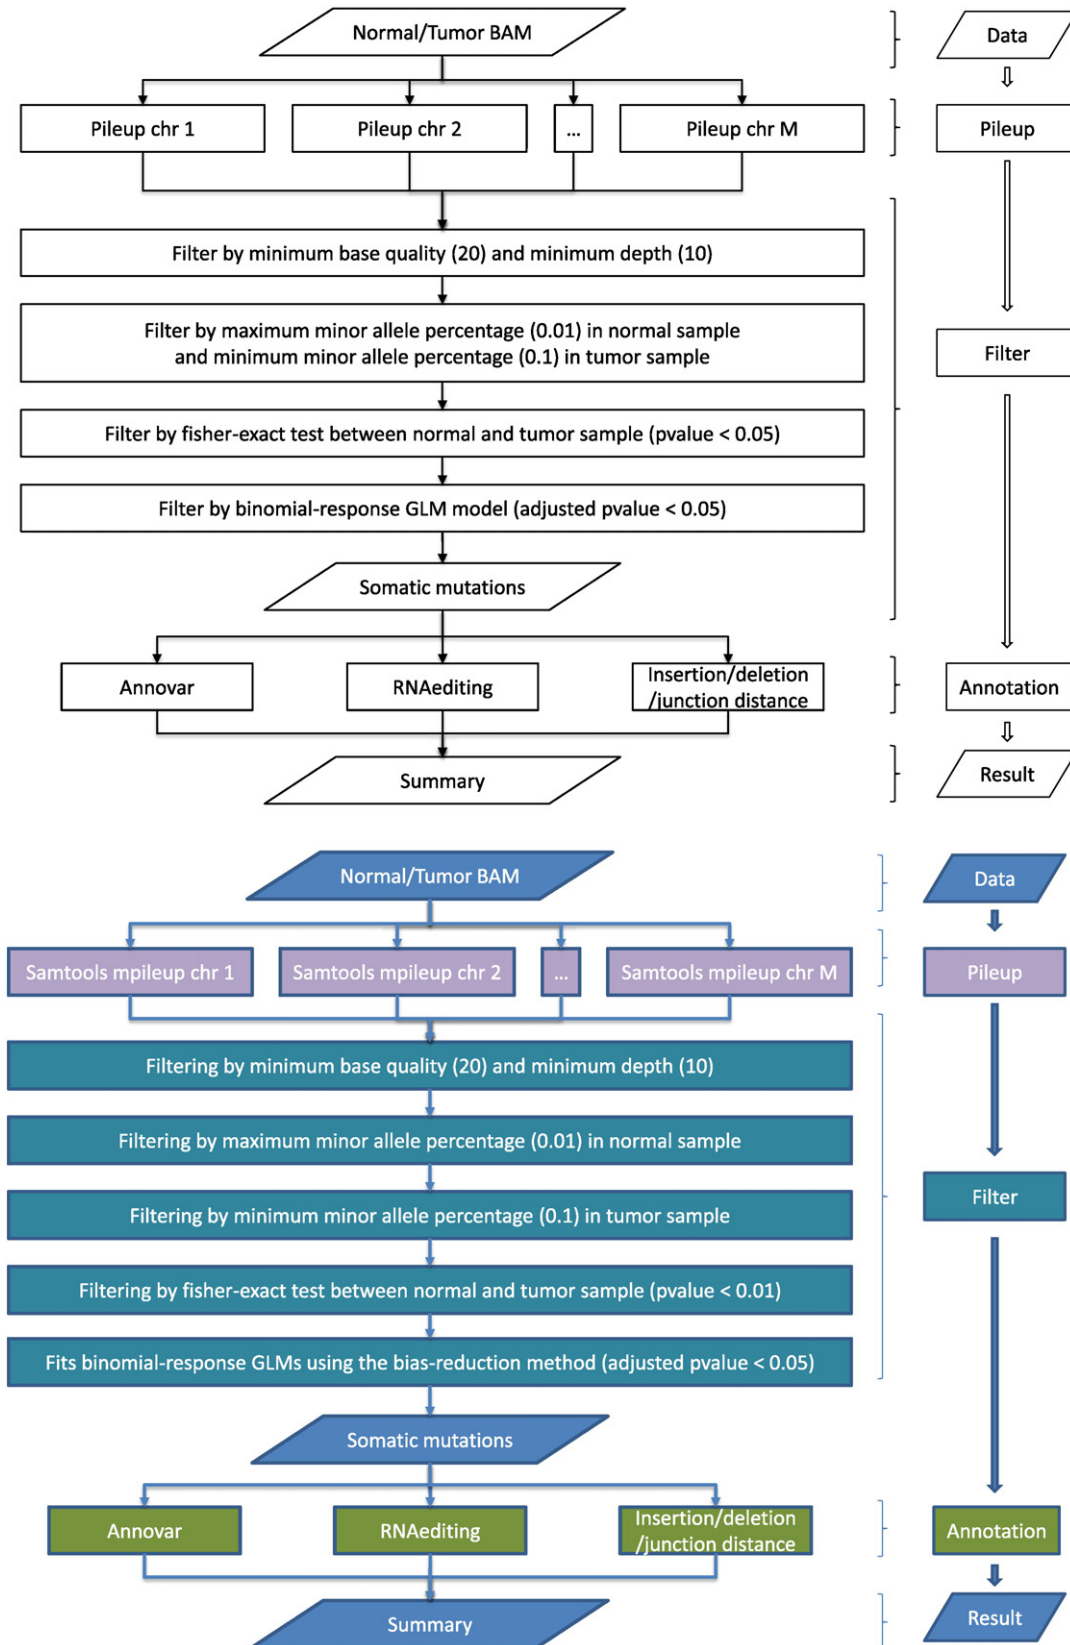 Normal/Tumor BAM
Data
Pileup chr 1
Pileup chr 2
...
Pileup chr M
Pileup
Filter by minimum base quality (20) and minimum depth (10)
Filter by maximum minor allele percentage (0.01) in normal sample
and minimum minor allele percentage (0.1) in tumor sample
Filter
Filter by fisher-exact test between normal and tumor sample (pvalue < 0.05)
Filter by binomial-response GLM model (adjusted pvalue < 0.05)
Somatic mutations
Annovar
RNAediting
Insertion/deletion
/junction distance
Annotation
Summary
Result
Normal/Tumor BAM
Data
Samtools mpileup chr 1
Samtools mpileup chr 2
...
Samtools mpileup chr M
Pileup
Filtering by minimum base quality (20) and minimum depth (10)
Filtering by maximum minor allele percentage (0.01) in normal sample
Filtering by minimum minor allele percentage (0.1) in tumor sample
Filter
Filtering by fisher-exact test between normal and tumor sample (pvalue < 0.01)
Fits binomial-response GLMs using the bias-reduction method (adjusted pvalue < 0.05)
Somatic mutations
Annovar
RNAediting
Insertion/deletion
/junction distance
Annotation
Summary
Result